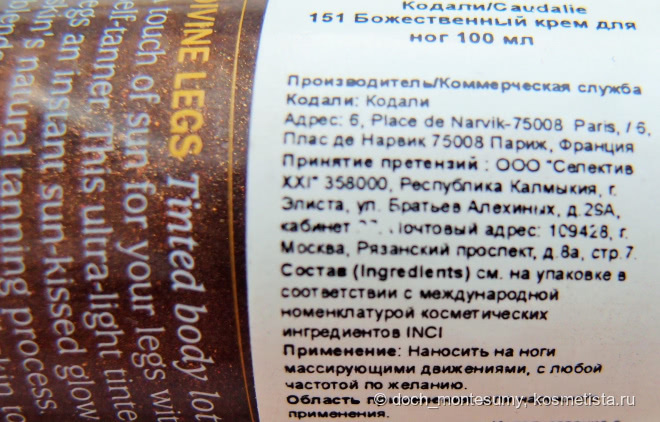 Кодали/Caudalie
151 Божественный крем для
ног 100 мл
Производитель/Коммерческая служба
Кодали: Кодали
Адрес: 6, Place de Narvik-75008 Paris, / 6,
Плас де Нарвик 75008 Париж, Франция
Принятие претензий : ООО "Селектив
XXI" 358000, Республика Калмыкия, г.
Элиста, ул. Братьев Алехиных, д.29А,
кабинет адрес: 109428, г.
Москва, Рязанский проспект, д.8а, стр.7.
Состав (Ingredients) см. на упаковке в
соответствии с международной
номенклатурой косметических
ингредиентов INCI
Применение: Наносить на ноги
массирующими движениями, с любой
частотой по желанию.
Область
применения.
© doch_montesumy, kosmetista.ru
DIVINE LEGS Tinted body
touch of sun for your legs
self-tanner. This ultra-light
legs an instant sun-kissed glow
skin's natural tanning process.